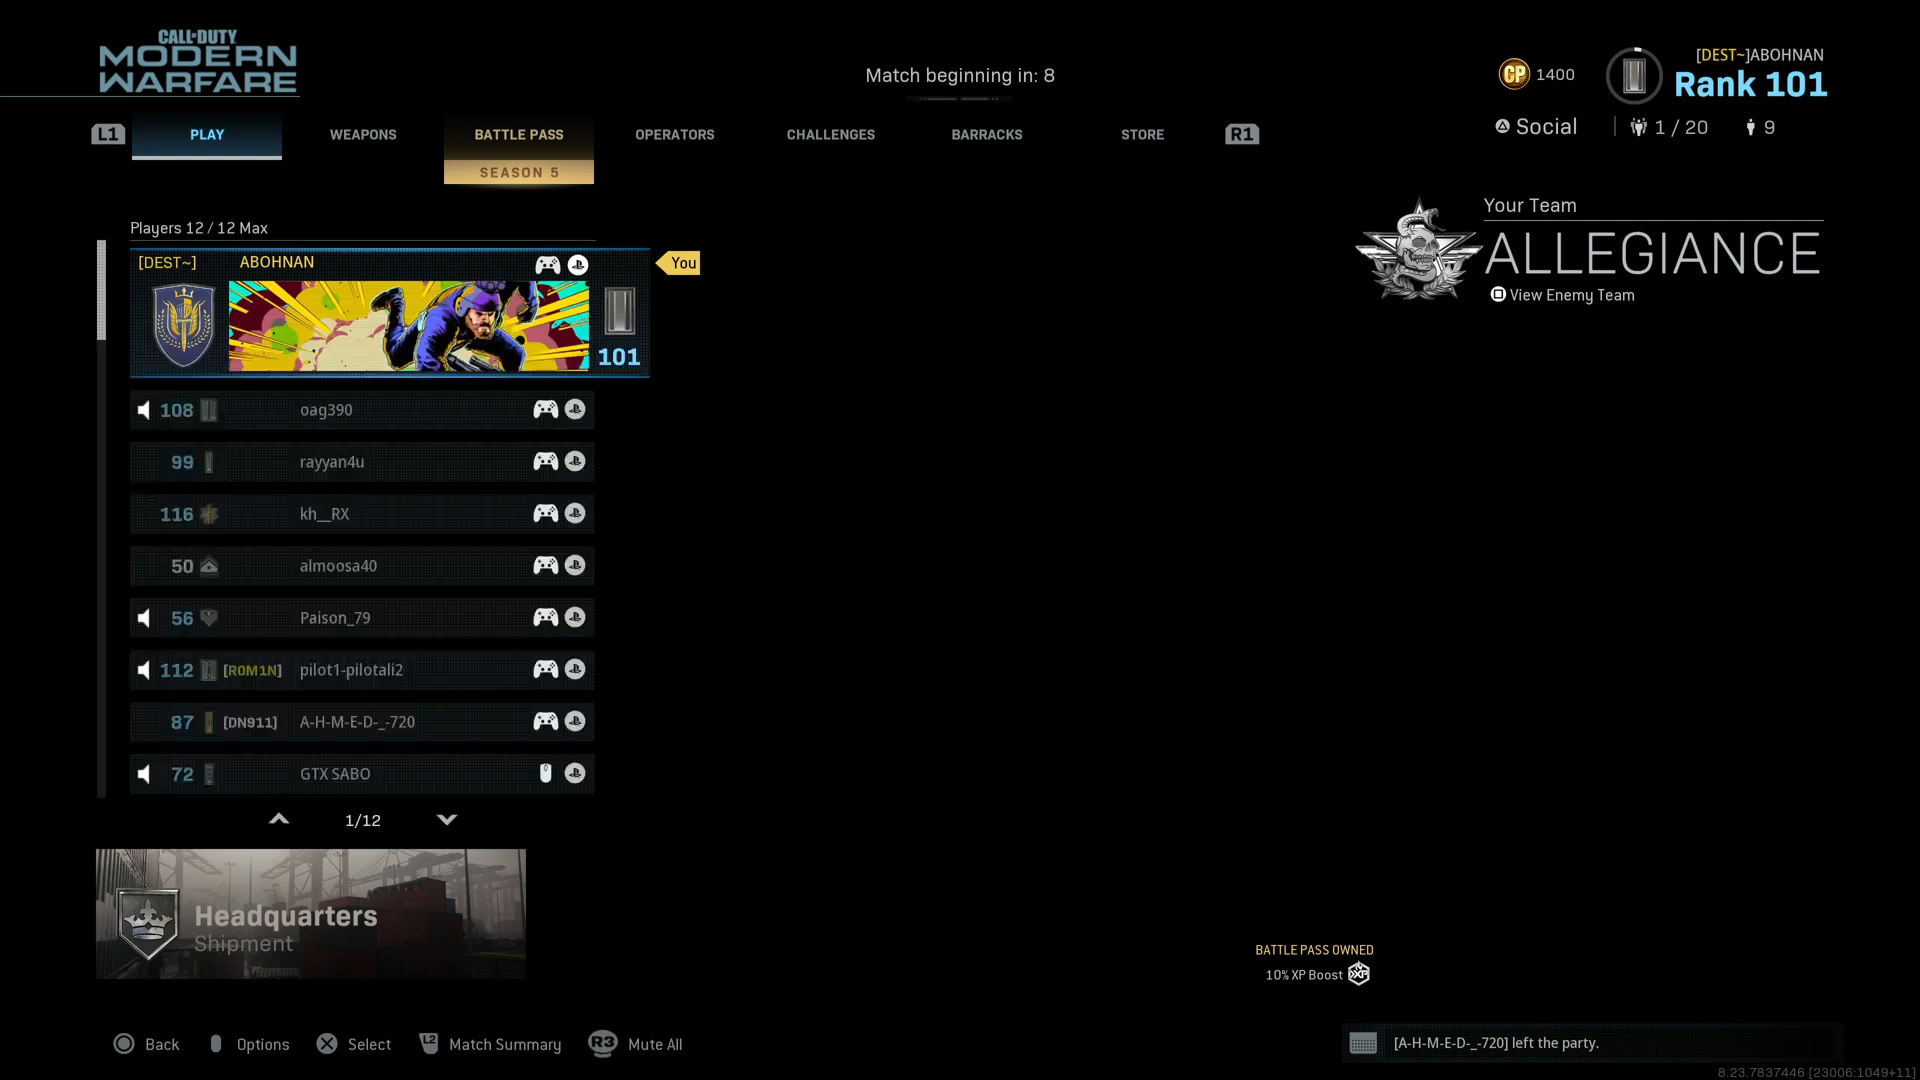 CALL OF DUTY
MODERN
WARFARE
Match beginning in: 8
CP 1400
[DEST~]ABOHNAN
Rank 101
Social
1 / 20
9
L1
PLAY
WEAPONS
BATTLE PASS
SEASON 5
OPERATORS
CHALLENGES
BARRACKS
STORE
R1
Players 12 / 12 Max
[DEST~] ABOHNAN
101
You
Your Team
ALLEGIANCE
View Enemy Team
108 oag390
99 rayyan4u
116 kh__RX
50 almoosa40
56 Paison_79
112 [R0M1N] pilot1-pilotali2
87 [DN911] A-H-M-E-D-_-720
72 GTX SABO
1/12
Headquarters
Shipment
BATTLE PASS OWNED
10% XP Boost
Back
Options
Select
L2 Match Summary
R3 Mute All
[A-H-M-E-D-_-720] left the party.
8.23.7837446 [23006:1049+11]